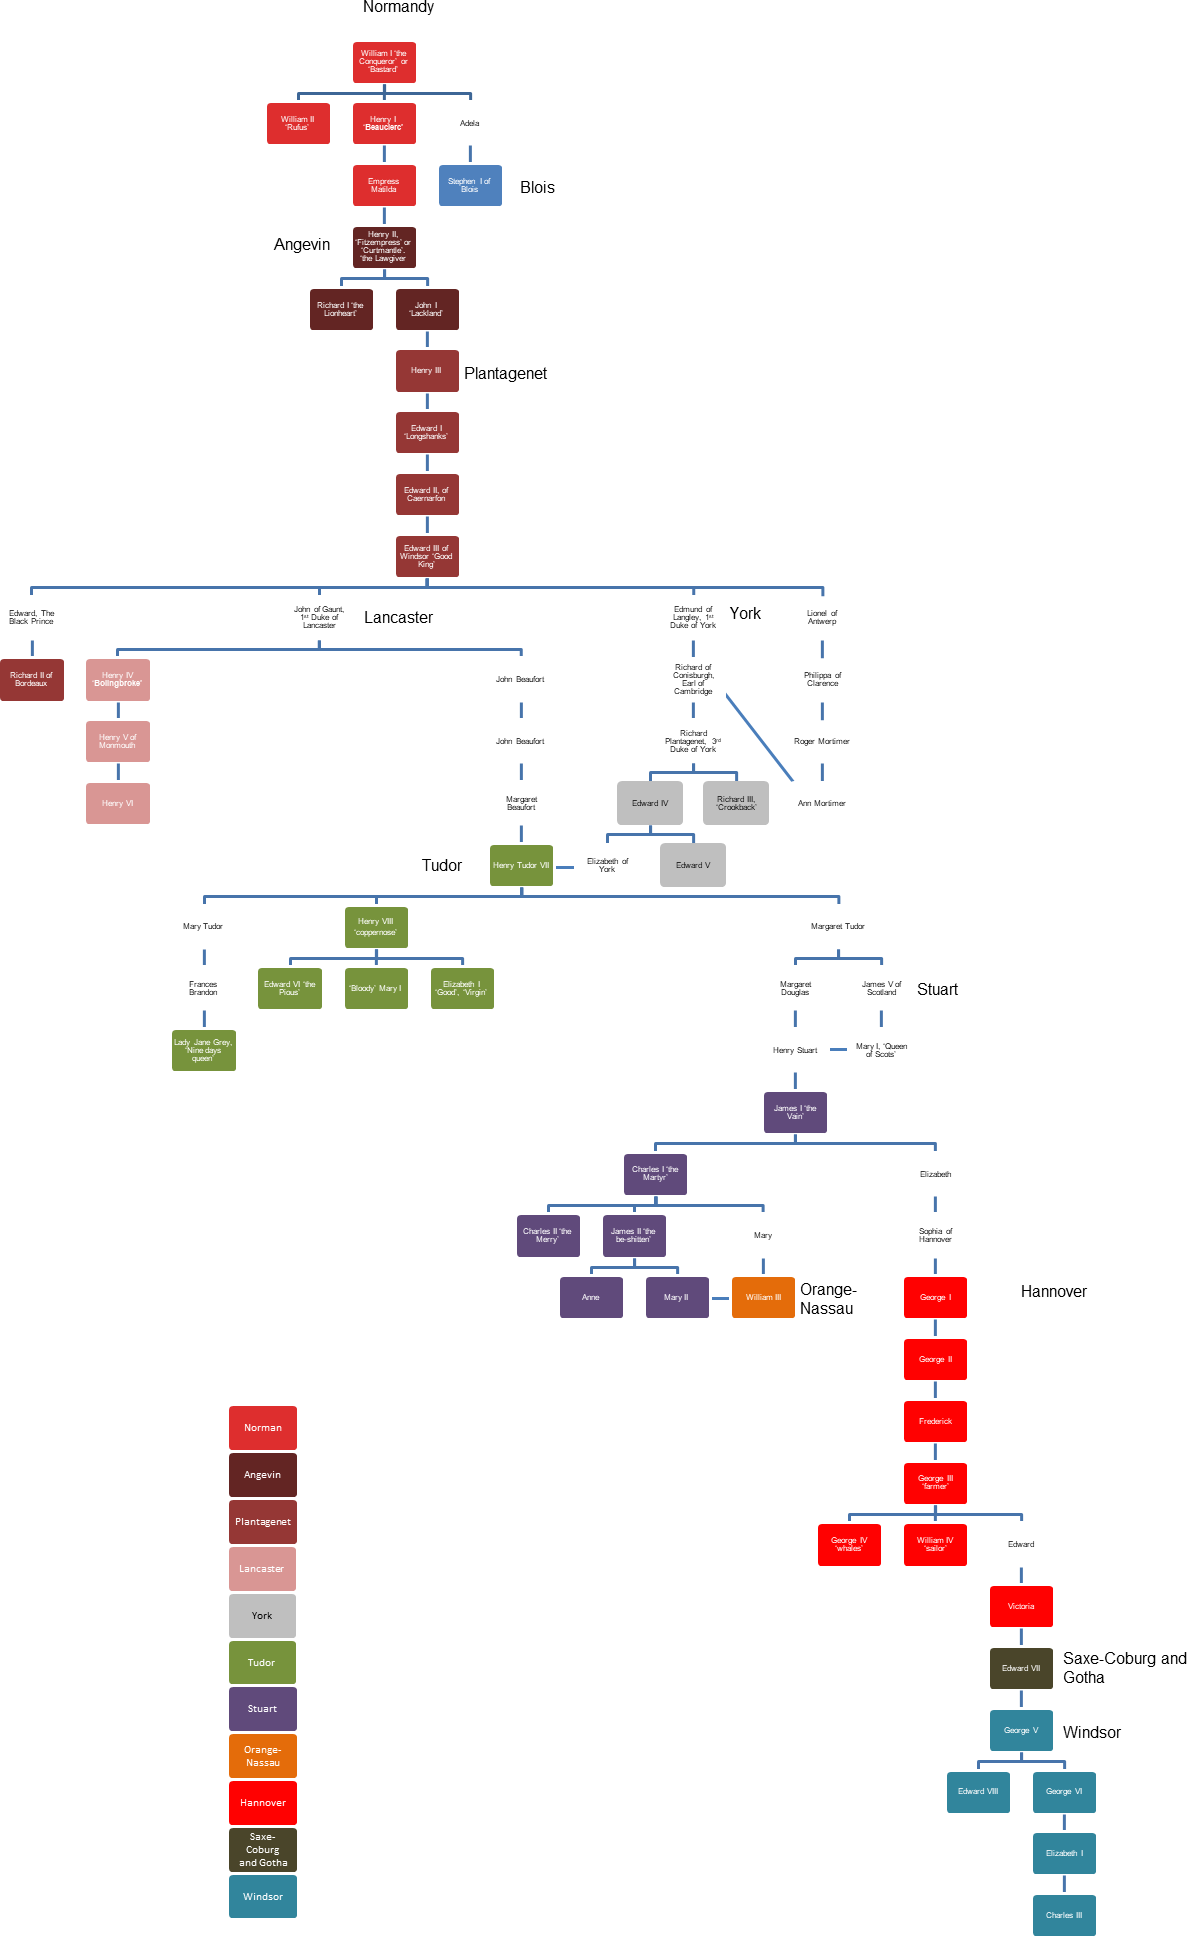 Normandy
William I 'the
Conqueror' or
'Bastard'
William II
'Rufus'
Henry I
'Beauclerc'
Adela
Empress
Matilda
Stephen I of
Blois
Blois
Angevin
Henry II,
'Fitzempress' or
'Curtmantle',
'the Lawgiver
Richard I 'the
Lionheart'
John I
'Lackland'
Henry III
Plantagenet
Edward I
'Longshanks'
Edward II, of
Caernarfon
Edward III of
Windsor 'Good
King'
Edward, The
Black Prince
John of Gaunt,
1st Duke of
Lancaster
Lancaster
Edmund of
Langley, 1st
Duke of York
York
Lionel of
Antwerp
Richard II of
Bordeaux
Henry IV
'Bolingbroke'
John Beaufort
Richard of
Conisburgh,
Earl of
Cambridge
Philippa of
Clarence
Henry V of
Monmouth
John Beaufort
Richard
Plantagenet, 3rd
Duke of York
Roger Mortimer
Henry VI
Margaret
Beaufort
Edward IV
Richard III,
'Crookback'
Ann Mortimer
Tudor
Henry Tudor VII
Elizabeth of
York
Edward V
Mary Tudor
Henry VIII
'coppernose'
Margaret Tudor
Frances
Brandon
Edward VI 'the
Pious'
'Bloody' Mary I
Elizabeth I
'Good', 'Virgin'
Margaret
Douglas
James V of
Scotland
Stuart
Lady Jane Grey,
'Nine days
queen'
Henry Stuart
Mary I, 'Queen
of Scots'
James I 'the
Vain'
Charles I 'the
Martyr'
Elizabeth
Charles II 'the
Merry'
James II 'the
be-shitten'
Mary
Sophia of
Hannover
Anne
Mary II
William III
Orange-
Nassau
George I
Hannover
George II
Frederick
George III
'farmer'
George IV
'whales'
William IV
'sailor'
Edward
Victoria
Edward VII
Saxe-Coburg and
Gotha
George V
Windsor
Edward VIII
George VI
Elizabeth I
Charles III
Norman
Angevin
Plantagenet
Lancaster
York
Tudor
Stuart
Orange-
Nassau
Hannover
Saxe-
Coburg
and Gotha
Windsor